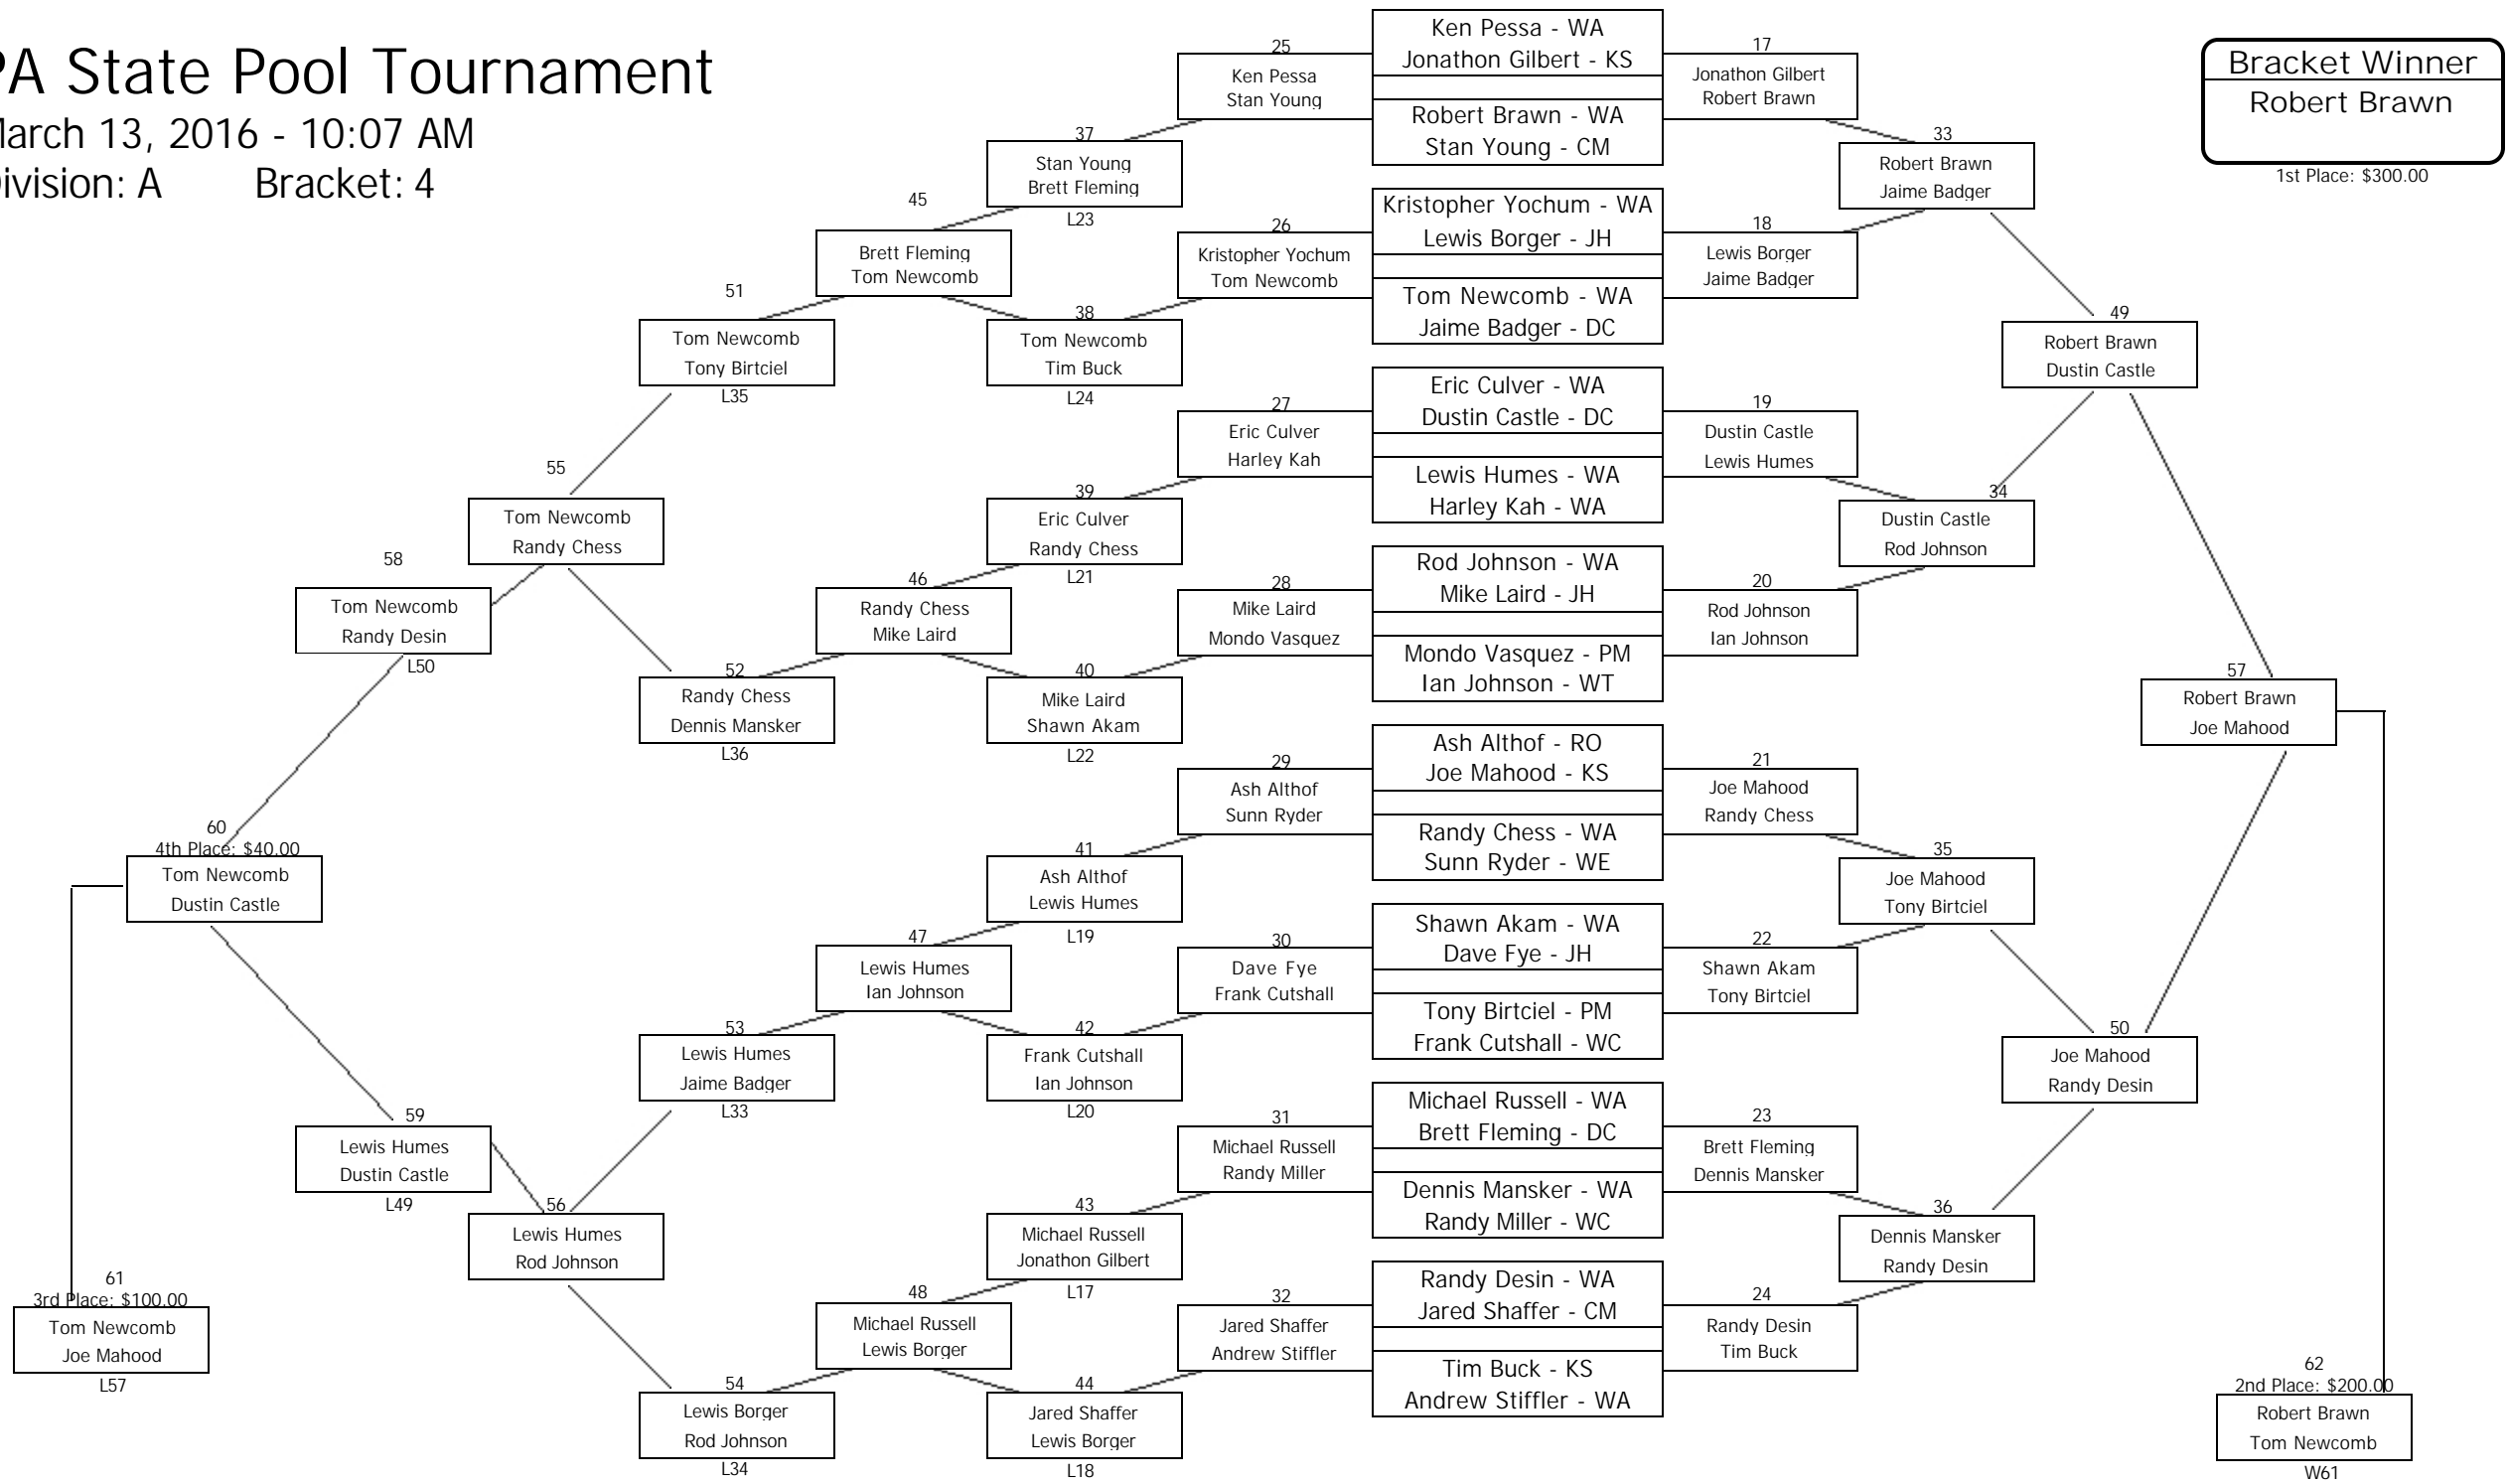 PA State Pool Tournament
March 13, 2016 - 10:07 AM
Division: A Bracket: 4
Bracket Winner
Robert Brawn
1st Place: $300.00
60
4th Place: $40.00
Tom Newcomb
Dustin Castle
61
3rd Place: $100.00
Tom Newcomb
Joe Mahood
L57
58
Tom Newcomb
Randy Desin
L50
59
Lewis Humes
Dustin Castle
L49
55
Tom Newcomb
Randy Chess
56
Lewis Humes
Rod Johnson
51
Tom Newcomb
Tony Birtciel
L35
52
Randy Chess
Dennis Mansker
L36
53
Lewis Humes
Jaime Badger
L33
54
Lewis Borger
Rod Johnson
L34
45
Brett Fleming
Tom Newcomb
46
Randy Chess
Mike Laird
47
Lewis Humes
Ian Johnson
48
Michael Russell
Lewis Borger
37
Stan Young
Brett Fleming
L23
38
Tom Newcomb
Tim Buck
L24
39
Eric Culver
Randy Chess
L21
40
Mike Laird
Shawn Akam
L22
41
Ash Althof
Lewis Humes
L19
42
Frank Cutshall
Ian Johnson
L20
43
Michael Russell
Jonathon Gilbert
L17
44
Jared Shaffer
Lewis Borger
L18
25
Ken Pessa
Stan Young
26
Kristopher Yochum
Tom Newcomb
27
Eric Culver
Harley Kah
28
Mike Laird
Mondo Vasquez
29
Ash Althof
Sunn Ryder
30
Dave Fye
Frank Cutshall
31
Michael Russell
Randy Miller
32
Jared Shaffer
Andrew Stiffler
Ken Pessa - WA
Jonathon Gilbert - KS
Robert Brawn - WA
Stan Young - CM
Kristopher Yochum - WA
Lewis Borger - JH
Tom Newcomb - WA
Jaime Badger - DC
Eric Culver - WA
Dustin Castle - DC
Lewis Humes - WA
Harley Kah - WA
Rod Johnson - WA
Mike Laird - JH
Mondo Vasquez - PM
Ian Johnson - WT
Ash Althof - RO
Joe Mahood - KS
Randy Chess - WA
Sunn Ryder - WE
Shawn Akam - WA
Dave Fye - JH
Tony Birtciel - PM
Frank Cutshall - WC
Michael Russell - WA
Brett Fleming - DC
Dennis Mansker - WA
Randy Miller - WC
Randy Desin - WA
Jared Shaffer - CM
Tim Buck - KS
Andrew Stiffler - WA
17
Jonathon Gilbert
Robert Brawn
18
Lewis Borger
Jaime Badger
19
Dustin Castle
Lewis Humes
20
Rod Johnson
Ian Johnson
21
Joe Mahood
Randy Chess
22
Shawn Akam
Tony Birtciel
23
Brett Fleming
Dennis Mansker
24
Randy Desin
Tim Buck
33
Robert Brawn
Jaime Badger
34
Dustin Castle
Rod Johnson
35
Joe Mahood
Tony Birtciel
36
Dennis Mansker
Randy Desin
49
Robert Brawn
Dustin Castle
50
Joe Mahood
Randy Desin
57
Robert Brawn
Joe Mahood
62
2nd Place: $200.00
Robert Brawn
Tom Newcomb
W61